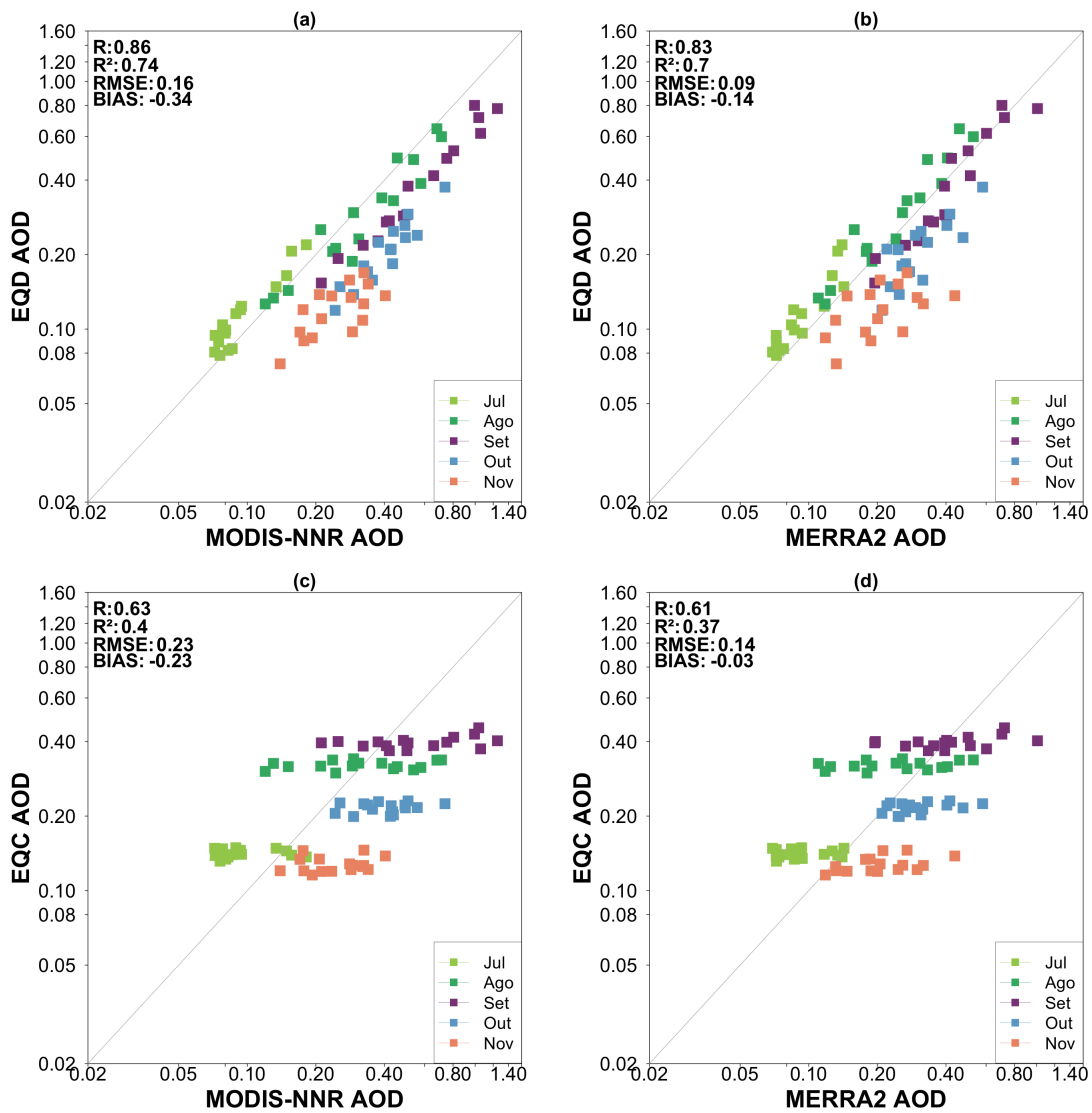 (a)
R:0.86
R²:0.74
RMSE:0.16
BIAS: -0.34
1.60
1.20
1.00
0.80
0.60
0.40
0.20
0.10
0.08
0.05
0.02
EQD AOD
Jul
Ago
Set
Out
Nov
0.02 0.05 0.10 0.20 0.40 0.80 1.40
MODIS-NNR AOD
(b)
R:0.83
R²:0.7
RMSE:0.09
BIAS: -0.14
1.60
1.20
1.00
0.80
0.60
0.40
0.20
0.10
0.08
0.05
0.02
EQD AOD
Jul
Ago
Set
Out
Nov
0.02 0.05 0.10 0.20 0.40 0.80 1.40
MERRA2 AOD
(c)
R:0.63
R²:0.4
RMSE:0.23
BIAS: -0.23
1.60
1.20
1.00
0.80
0.60
0.40
0.20
0.10
0.08
0.05
0.02
EQC AOD
Jul
Ago
Set
Out
Nov
0.02 0.05 0.10 0.20 0.40 0.80 1.40
MODIS-NNR AOD
(d)
R:0.61
R²:0.37
RMSE:0.14
BIAS: -0.03
1.60
1.20
1.00
0.80
0.60
0.40
0.20
0.10
0.08
0.05
0.02
EQC AOD
Jul
Ago
Set
Out
Nov
0.02 0.05 0.10 0.20 0.40 0.80 1.40
MERRA2 AOD